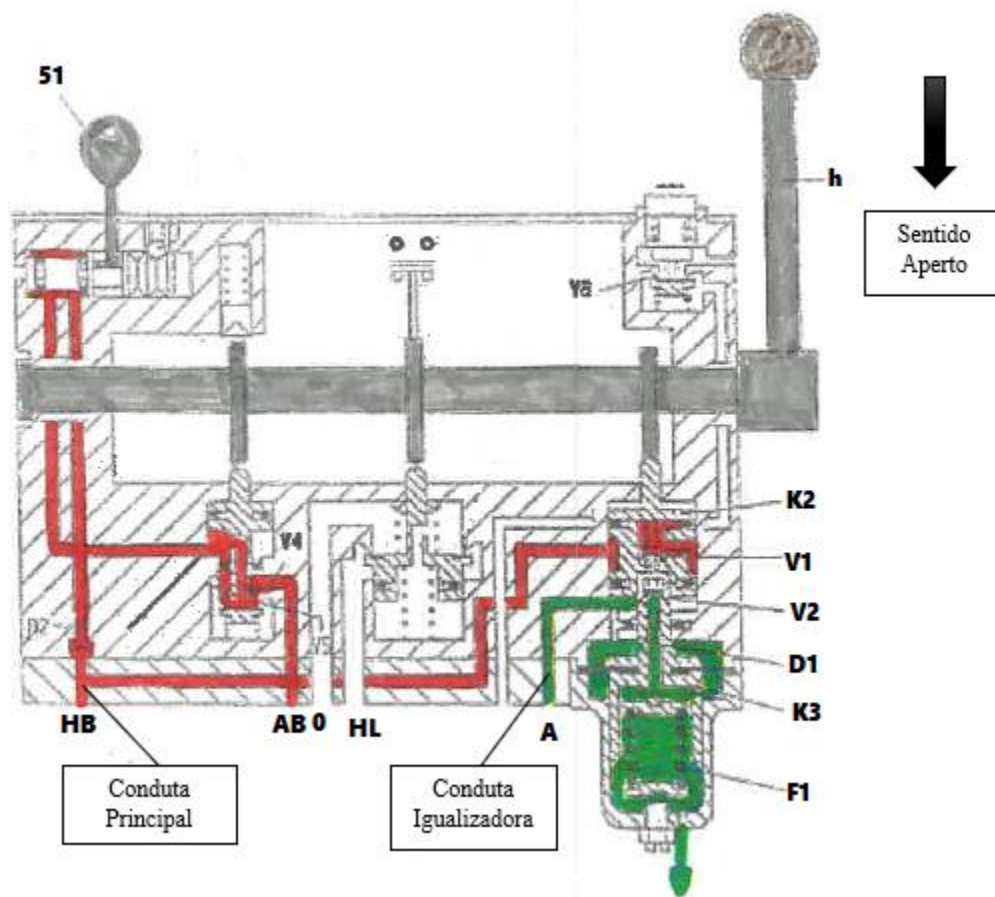 51
h
Sentido
Aperto
K2
V4
V1
V2
D1
K3
HB
AB
0
HL
A
F1
Conduta
Principal
Conduta
Igualizadora